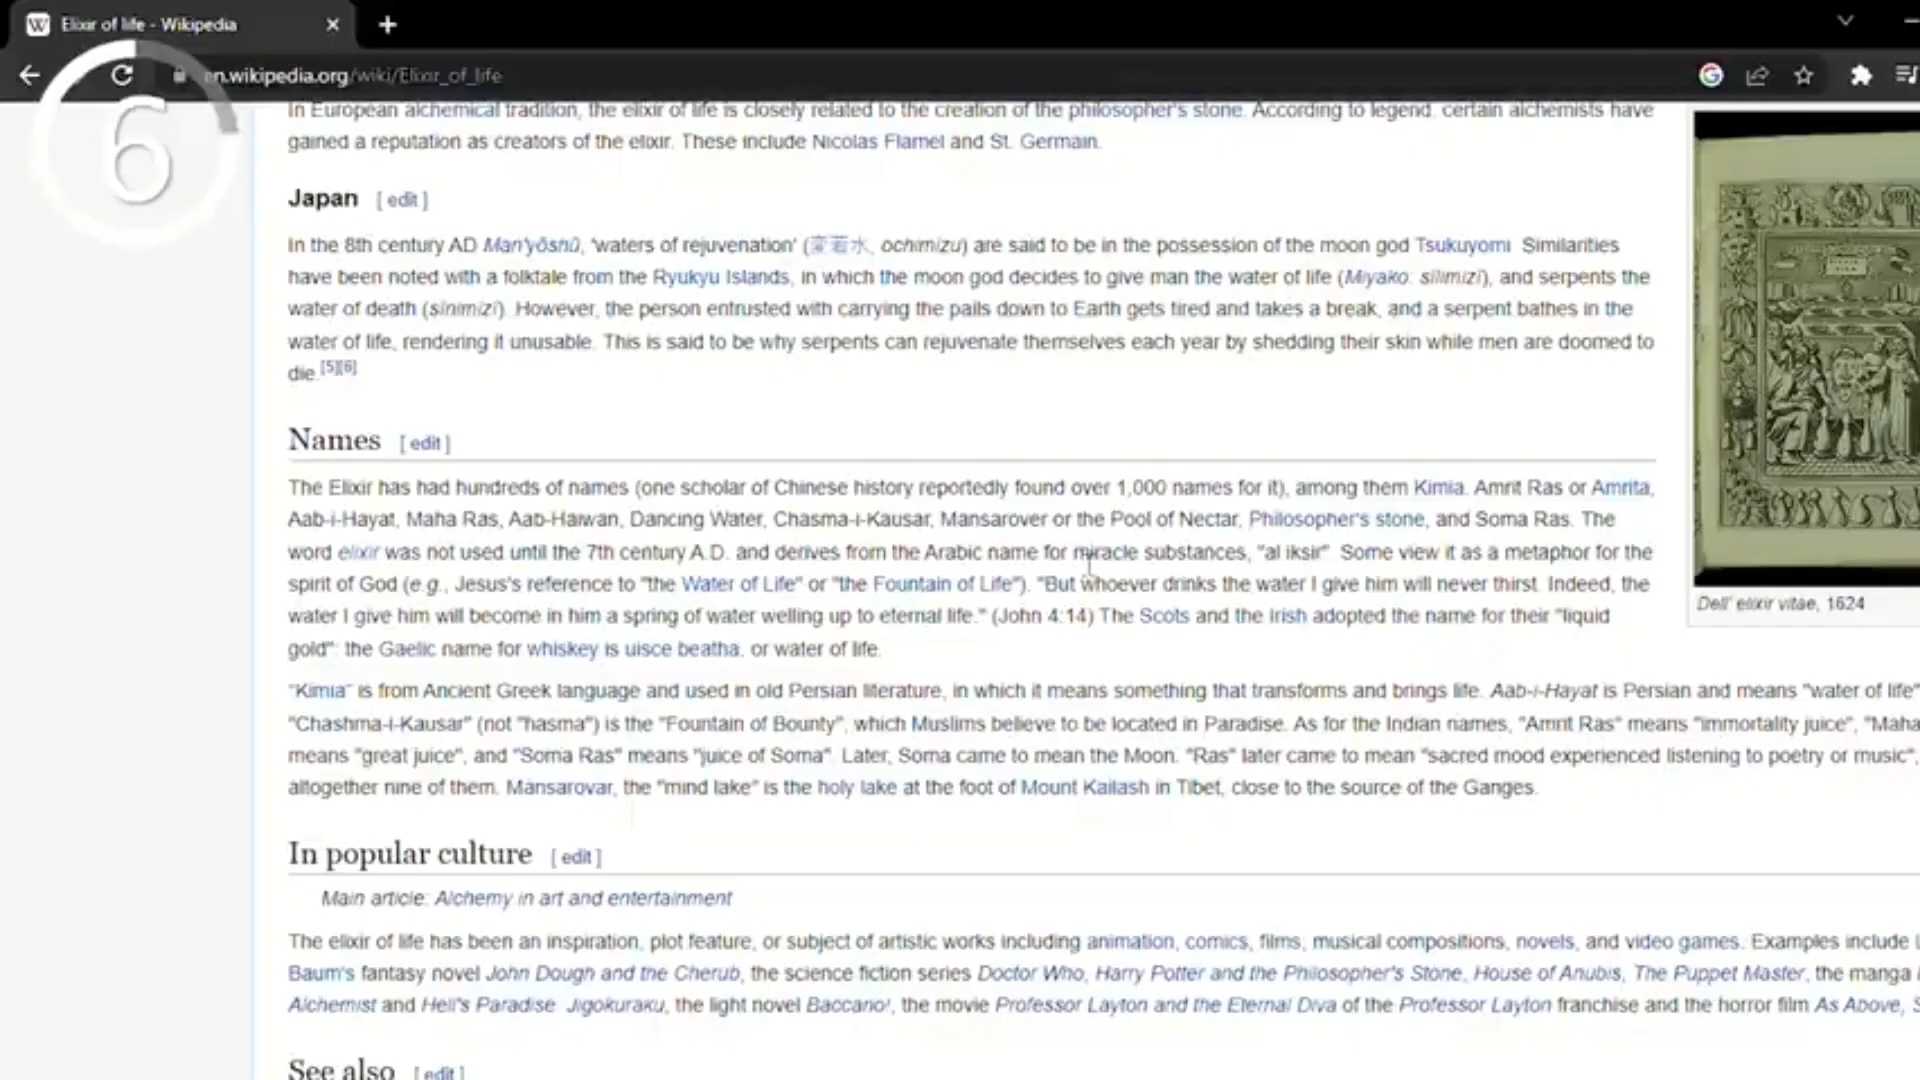 Elixir of life - Wikipedia
6
en.wikipedia.org/wiki/Elixir_of_life
In European alchemical tradition, the elixir of life is closely related to the creation of the philosopher's stone. According to legend, certain alchemists have
gained a reputation as creators of the elixir. These include Nicolas Flamel and St. Germain.
Japan [ edit ]
In the 8th century AD Man'yōshū, 'waters of rejuvenation' (変若水, ochimizu) are said to be in the possession of the moon god Tsukuyomi. Similarities
have been noted with a folktale from the Ryukyu Islands, in which the moon god decides to give man the water of life (Miyako: silimizi), and serpents the
water of death (sinimizi). However, the person entrusted with carrying the pails down to Earth gets tired and takes a break, and a serpent bathes in the
water of life, rendering it unusable. This is said to be why serpents can rejuvenate themselves each year by shedding their skin while men are doomed to
die.[5][6]
Names [ edit ]
The Elixir has had hundreds of names (one scholar of Chinese history reportedly found over 1,000 names for it), among them Kimia, Amrit Ras or Amrita,
Aab-i-Hayat, Maha Ras, Aab-Haiwan, Dancing Water, Chasma-i-Kausar, Mansarover or the Pool of Nectar, Philosopher's stone, and Soma Ras. The
word elixir was not used until the 7th century A.D. and derives from the Arabic name for miracle substances, "al iksir". Some view it as a metaphor for the
spirit of God (e.g., Jesus's reference to "the Water of Life" or "the Fountain of Life"). "But whoever drinks the water I give him will never thirst. Indeed, the
water I give him will become in him a spring of water welling up to eternal life." (John 4:14) The Scots and the Irish adopted the name for their "liquid
gold": the Gaelic name for whiskey is uisce beatha, or water of life.
"Kimia" is from Ancient Greek language and used in old Persian literature, in which it means something that transforms and brings life. Aab-i-Hayat is Persian and means "water of life"
"Chashma-i-Kausar" (not "hasma") is the "Fountain of Bounty", which Muslims believe to be located in Paradise. As for the Indian names, "Amrit Ras" means "immortality juice", "Maha
means "great juice", and "Soma Ras" means "juice of Soma". Later, Soma came to mean the Moon. "Ras" later came to mean "sacred mood experienced listening to poetry or music",
altogether nine of them. Mansarovar, the "mind lake" is the holy lake at the foot of Mount Kailash in Tibet, close to the source of the Ganges.
Dell' elixir vitae, 1624
In popular culture [ edit ]
Main article: Alchemy in art and entertainment
The elixir of life has been an inspiration, plot feature, or subject of artistic works including animation, comics, films, musical compositions, novels, and video games. Examples include
Baum's fantasy novel John Dough and the Cherub, the science fiction series Doctor Who, Harry Potter and the Philosopher's Stone, House of Anubis, The Puppet Master, the manga
Alchemist and Hell's Paradise Jigokuraku, the light novel Baccano!, the movie Professor Layton and the Eternal Diva of the Professor Layton franchise and the horror film As Above, S
See also [ edit ]